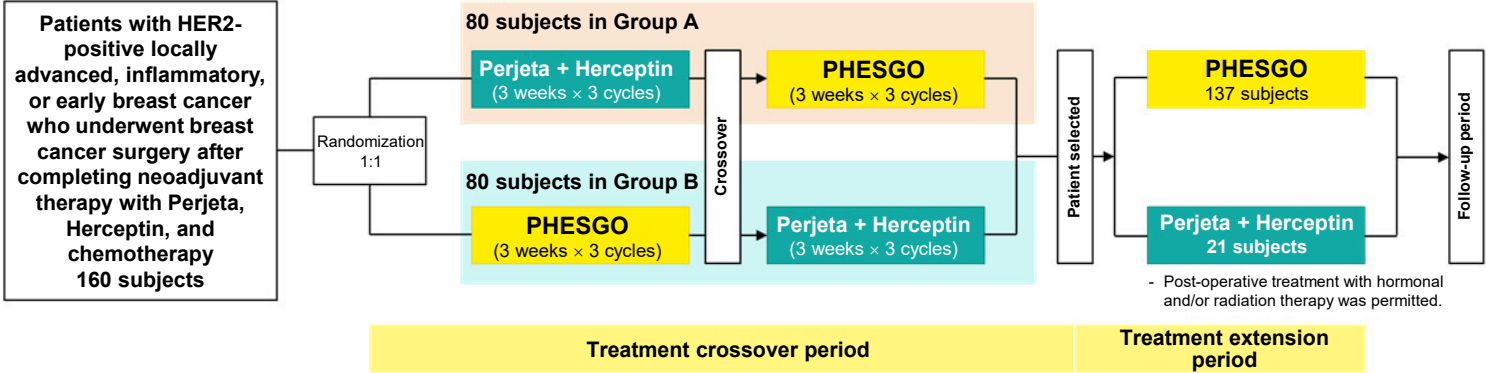 Patients with HER2-
positive locally
advanced, inflammatory,
or early breast cancer
who underwent breast
cancer surgery after
completing neoadjuvant
therapy with Perjeta,
Herceptin, and
chemotherapy
160 subjects
Randomization
1:1
80 subjects in Group A
Perjeta + Herceptin
(3 weeks × 3 cycles)
PHESGO
(3 weeks × 3 cycles)
Crossover
80 subjects in Group B
PHESGO
(3 weeks × 3 cycles)
Perjeta + Herceptin
(3 weeks × 3 cycles)
Patient selected
PHESGO
137 subjects
Perjeta + Herceptin
21 subjects
- Post-operative treatment with hormonal
and/or radiation therapy was permitted.
Follow-up period
Treatment crossover period
Treatment extension
period